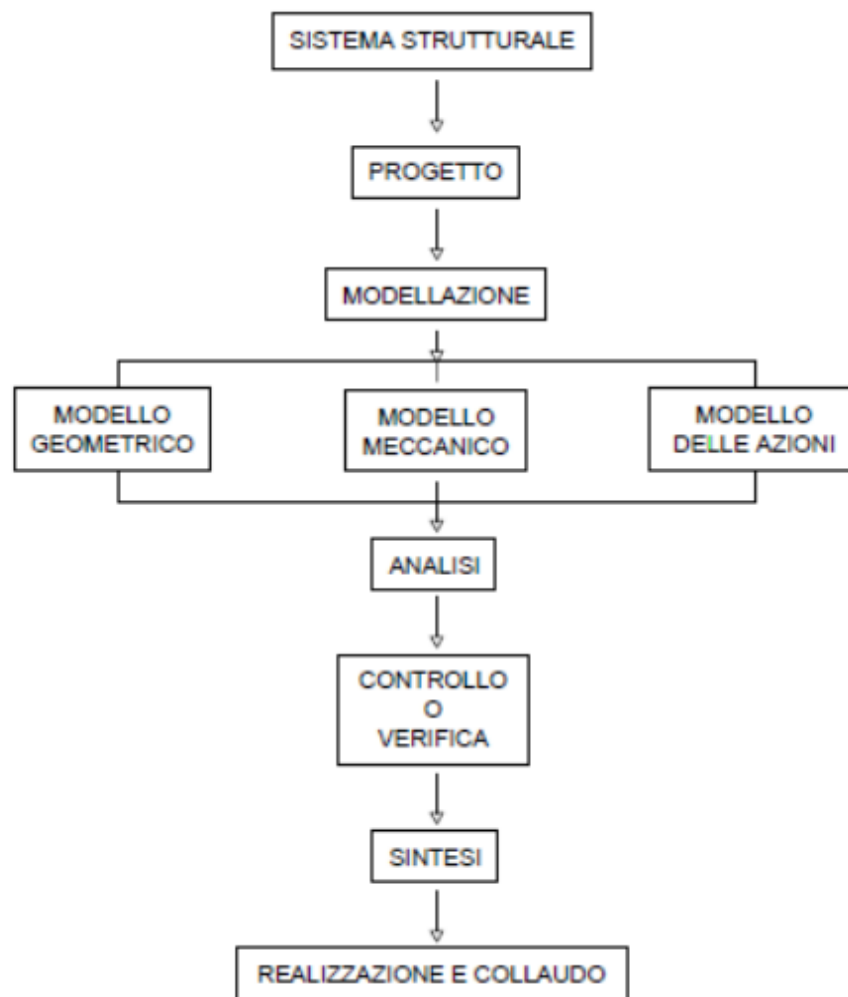 SISTEMA STRUTTURALE
PROGETTO
MODELLAZIONE
MODELLO
GEOMETRICO
MODELLO
MECCANICO
MODELLO
DELLE AZIONI
ANALISI
CONTROLLO
O
VERIFICA
SINTESI
REALIZZAZIONE E COLLAUDO